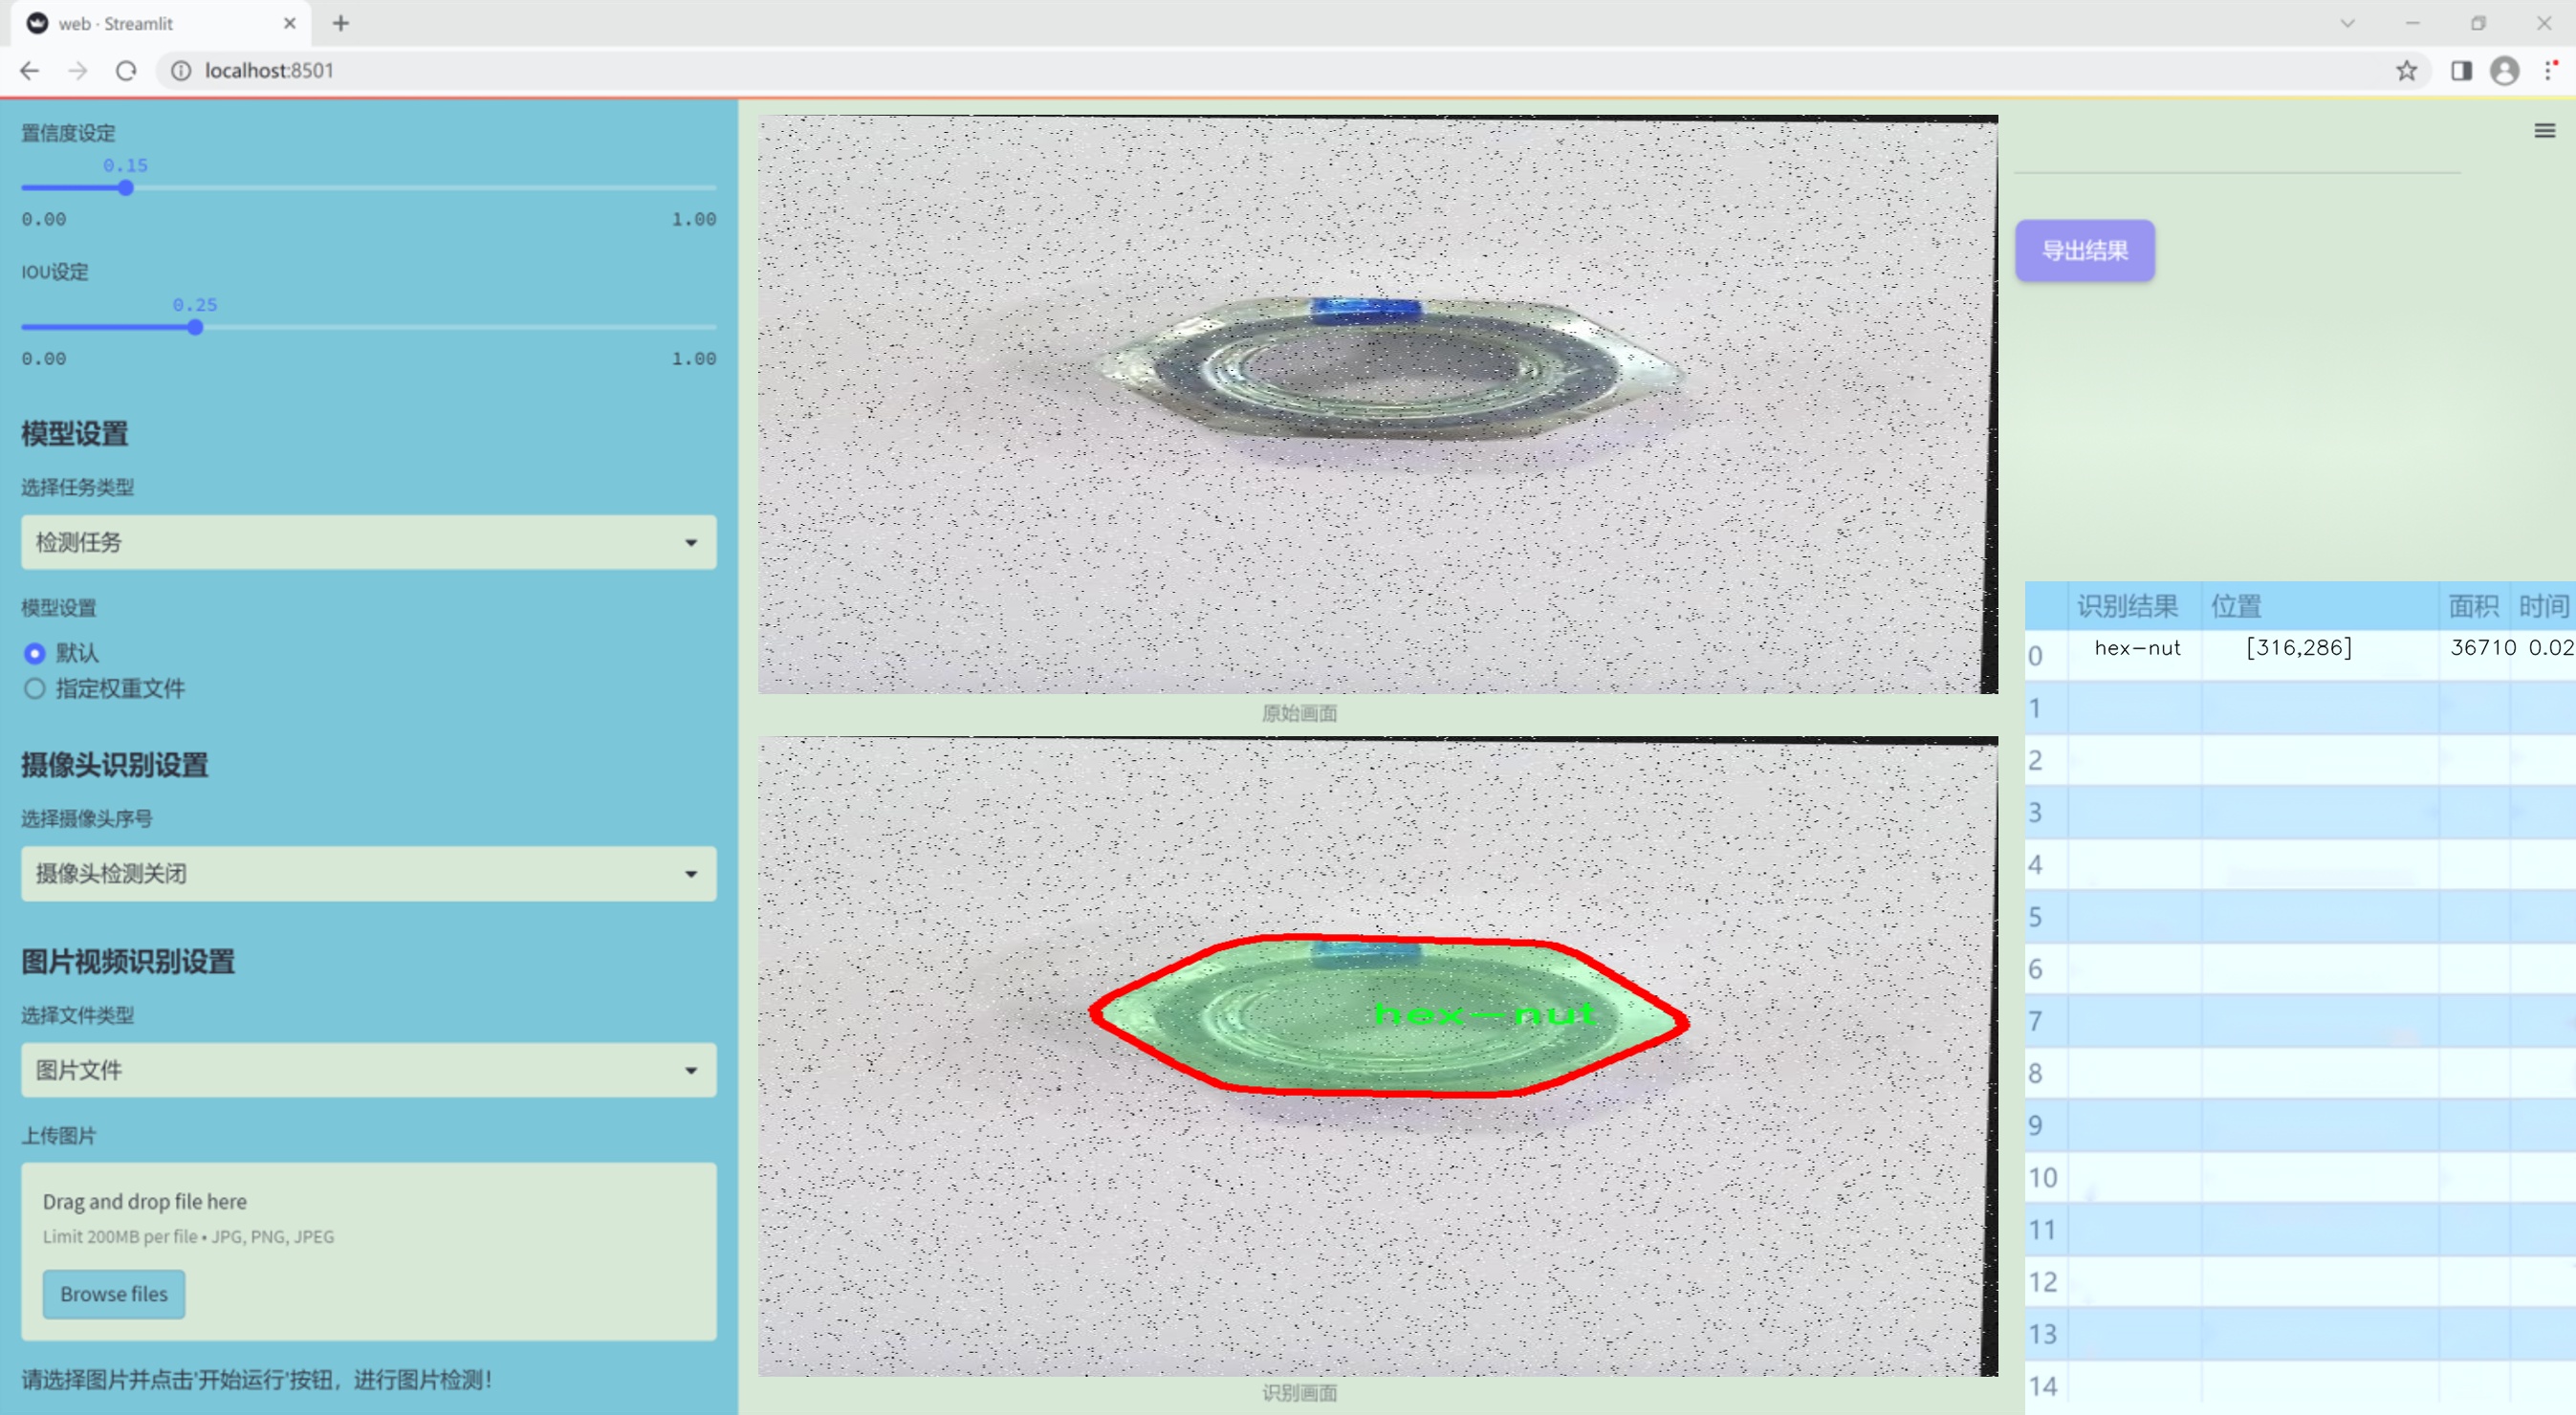 web · Streamlit
localhost:8501
置信度设定
0.15
0.00 1.00
IOU设定
0.25
0.00 1.00
模型设置
选择任务类型
检测任务
模型设置
默认
指定权重文件
摄像头识别设置
选择摄像头序号
摄像头检测关闭
图片视频识别设置
选择文件类型
图片文件
上传图片
Drag and drop file here
Limit 200MB per file • JPG, PNG, JPEG
Browse files
请选择图片并点击'开始运行'按钮，进行图片检测！
原始画面
hex-nut
识别画面
导出结果
识别结果 位置 面积 时间
0 hex-nut [316,286] 36710 0.02
1
2
3
4
5
6
7
8
9
10
11
12
13
14